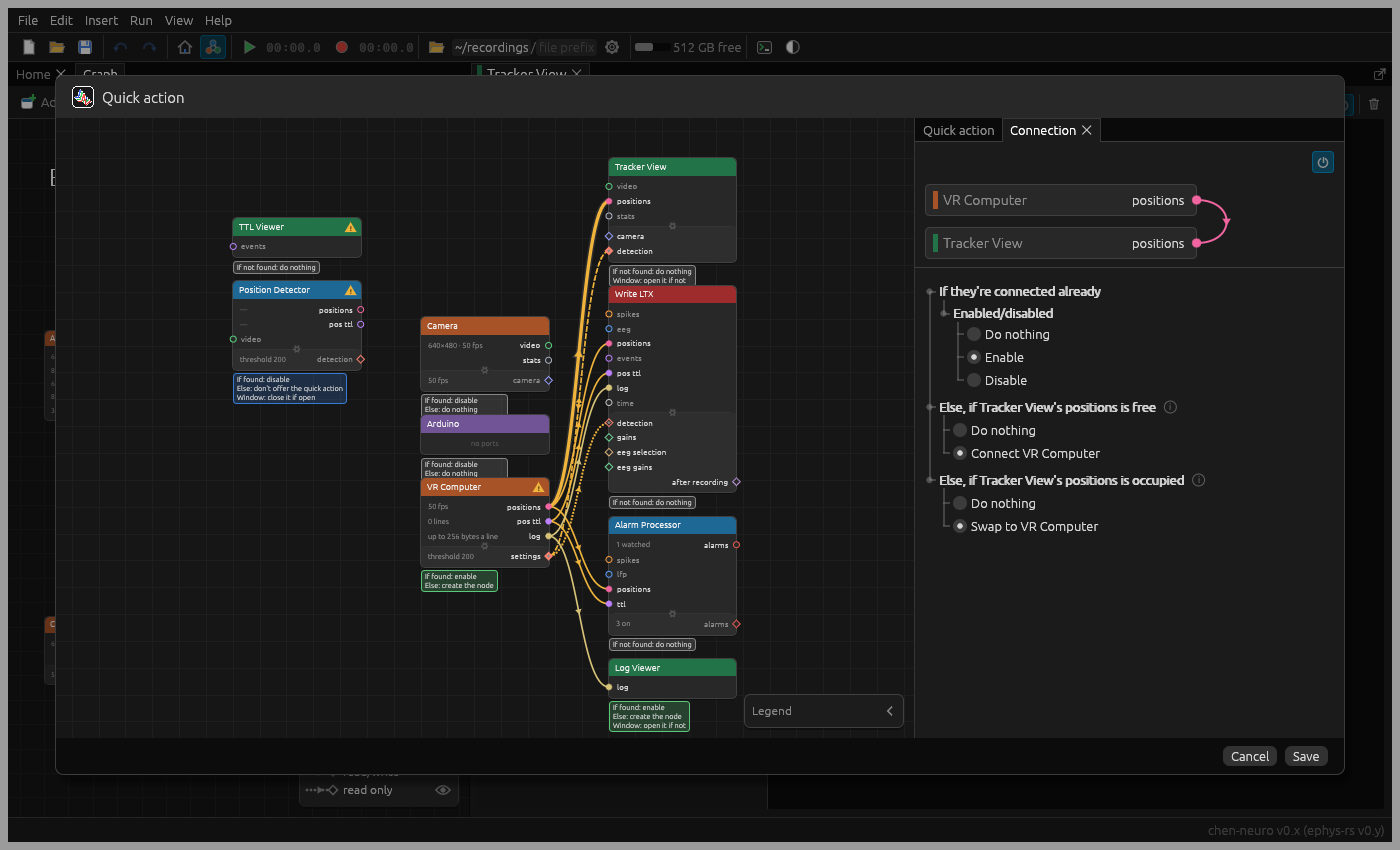 File Edit Insert Run View Help
00:00.0 00:00.0 ~/recordings/file prefix 512 GB free
Home Graph Tracker View
Quick action
Quick action Connection
VR Computer positions
Tracker View positions
If they're connected already
Enabled/disabled
Do nothing
Enable
Disable
Else, if Tracker View's positions is free
Do nothing
Connect VR Computer
Else, if Tracker View's positions is occupied
Do nothing
Swap to VR Computer
TTL Viewer
events
If not found: do nothing
Position Detector
positions
pos ttl
video
threshold 200 detection
If found: disable
Else: don't offer the quick action
Window: close it if open
Camera
640×480 · 50 fps video
stats
50 fps camera
If found: disable
Else: do nothing
Arduino
no ports
If found: disable
Else: do nothing
VR Computer
50 fps positions
0 lines pos ttl
up to 256 bytes a line log
threshold 200 settings
If found: enable
Else: create the node
Tracker View
video
positions
stats
camera
detection
If not found: do nothing
Window: open it if not
Write LTX
spikes
eeg
positions
events
pos ttl
log
time
detection
gains
eeg selection
eeg gains
after recording
If not found: do nothing
Alarm Processor
1 watched alarms
spikes
lfp
positions
ttl
3 on alarms
If not found: do nothing
Log Viewer
log
If found: enable
Else: create the node
Window: open it if not
Legend
Cancel Save
read only
chen-neuro v0.x (ephys-rs v0.y)